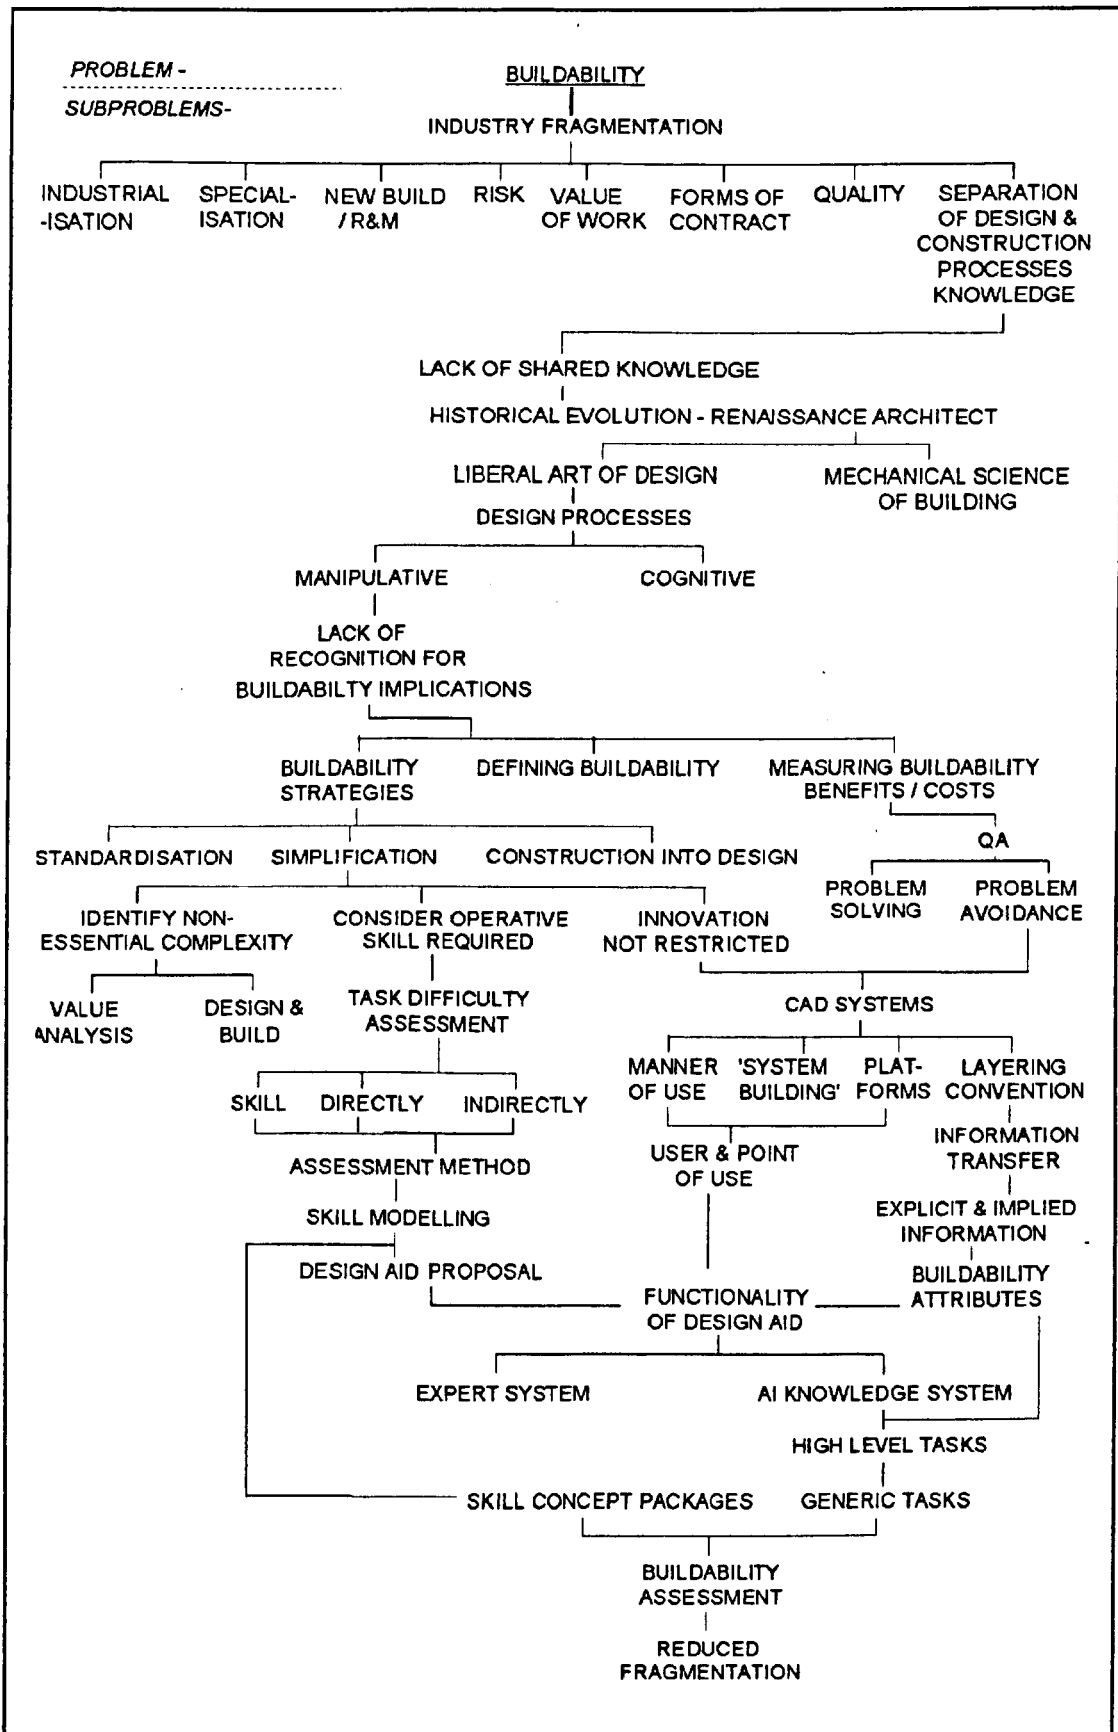 PROBLEM -
BUILDABILITY
SUBPROBLEMS-
INDUSTRY FRAGMENTATION
INDUSTRIAL
-ISATION
SPECIAL-
ISATION
NEW BUILD
/ R&M
RISK
VALUE
OF WORK
FORMS OF
CONTRACT
QUALITY
SEPARATION
OF DESIGN &
CONSTRUCTION
PROCESSES
KNOWLEDGE
LACK OF SHARED KNOWLEDGE
HISTORICAL EVOLUTION - RENAISSANCE ARCHITECT
LIBERAL ART OF DESIGN
MECHANICAL SCIENCE
OF BUILDING
DESIGN PROCESSES
MANIPULATIVE
COGNITIVE
LACK OF
RECOGNITION FOR
BUILDABILTY IMPLICATIONS
BUILDABILITY
STRATEGIES
DEFINING BUILDABILITY
MEASURING BUILDABILITY
BENEFITS / COSTS
STANDARDISATION
SIMPLIFICATION
CONSTRUCTION INTO DESIGN
QA
PROBLEM
SOLVING
PROBLEM
AVOIDANCE
IDENTIFY NON-
ESSENTIAL COMPLEXITY
CONSIDER OPERATIVE
SKILL REQUIRED
INNOVATION
NOT RESTRICTED
VALUE
ANALYSIS
DESIGN &
BUILD
TASK DIFFICULTY
ASSESSMENT
CAD SYSTEMS
MANNER
OF USE
'SYSTEM
BUILDING'
PLAT-
FORMS
LAYERING
CONVENTION
SKILL
DIRECTLY
INDIRECTLY
ASSESSMENT METHOD
USER & POINT
OF USE
INFORMATION
TRANSFER
SKILL MODELLING
EXPLICIT & IMPLIED
INFORMATION
DESIGN AID PROPOSAL
BUILDABILITY
ATTRIBUTES
FUNCTIONALITY
OF DESIGN AID
EXPERT SYSTEM
AI KNOWLEDGE SYSTEM
HIGH LEVEL TASKS
SKILL CONCEPT PACKAGES
GENERIC TASKS
BUILDABILITY
ASSESSMENT
REDUCED
FRAGMENTATION